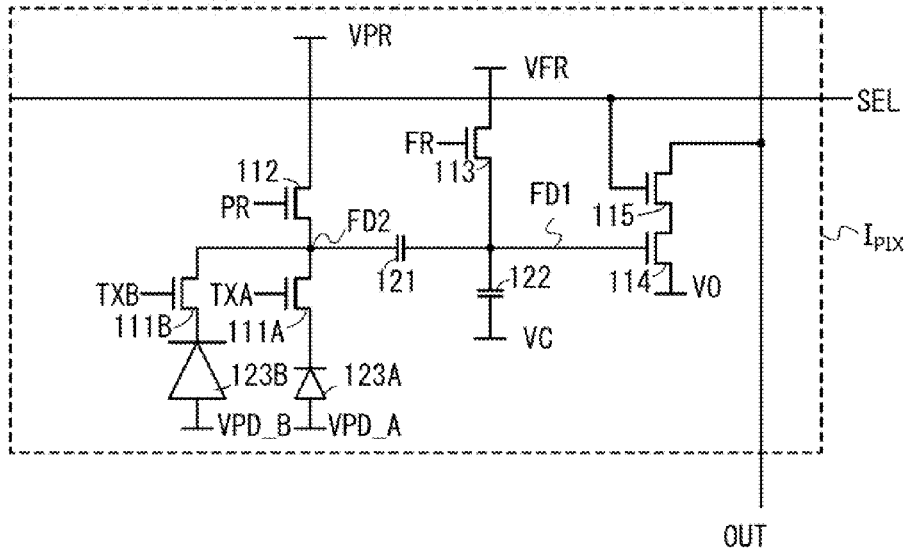 VPR
VFR
SEL
FR
113
112
PR
FD2
FD1
115
I_PIX
121
122
114
VO
TXB
TXA
111B
111A
VC
123B
123A
VPD_B
VPD_A
OUT